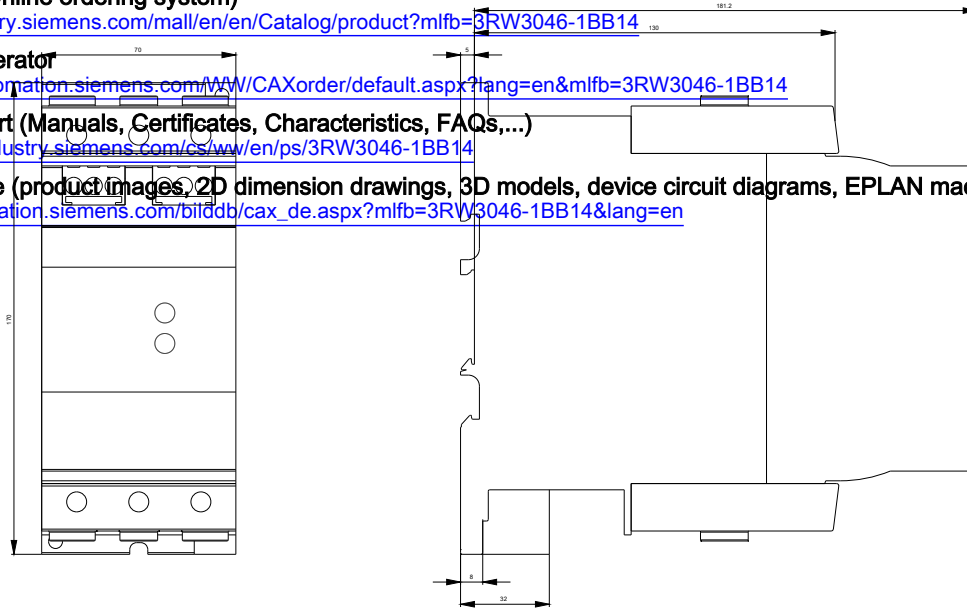 nline ordering system)
181.2
ry.siemens.com/mall/en/en/Catalog/product?mlfb=3RW3046-1BB14
130
70
5
erator
omation.siemens.com/WW/CAXorder/default.aspx?lang=en&mlfb=3RW3046-1BB14
rt (Manuals, Certificates, Characteristics, FAQs,...)
dustry.siemens.com/cs/ww/en/ps/3RW3046-1BB14
e (product images, 2D dimension drawings, 3D models, device circuit diagrams, EPLAN mac
ation.siemens.com/bilddb/cax_de.aspx?mlfb=3RW3046-1BB14&lang=en
170
8
32